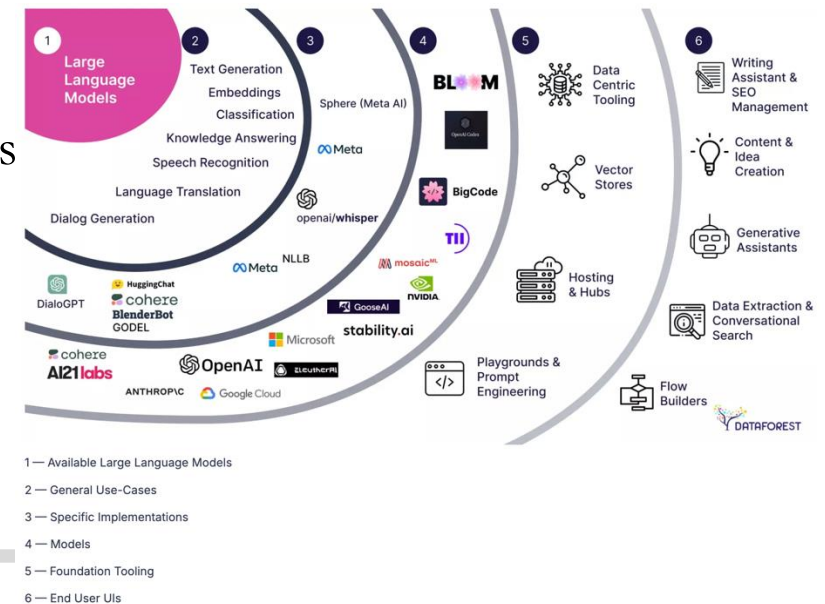 S
1
Large
Language
Models
2
Text Generation
Embeddings
Classification
Knowledge Answering
Speech Recognition
Language Translation
Dialog Generation
3
Sphere (Meta AI)
Meta
openai/whisper
NLLB
Meta
DialoGPT
HuggingChat
cohere
BlenderBot
GODEL
4
BLOOM
OpenAI Codex
BigCode
TII
mosaicML
NVIDIA
GooseAI
stability.ai
Microsoft
EleutherAI
OpenAI
cohere
AI21labs
ANTHROP\C
Google Cloud
5
Data
Centric
Tooling
Vector
Stores
Hosting
& Hubs
Playgrounds &
Prompt
Engineering
</>
6
Writing
Assistant &
SEO
Management
Content &
Idea
Creation
Generative
Assistants
Data Extraction &
Conversational
Search
Flow
Builders
DATAFOREST
1 — Available Large Language Models
2 — General Use-Cases
3 — Specific Implementations
4 — Models
5 — Foundation Tooling
6 — End User UIs